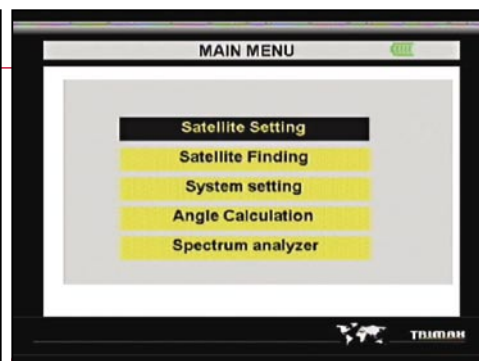 MAIN MENU
Satellite Setting
Satellite Finding
System setting
Angle Calculation
Spectrum analyzer
TRIMAX